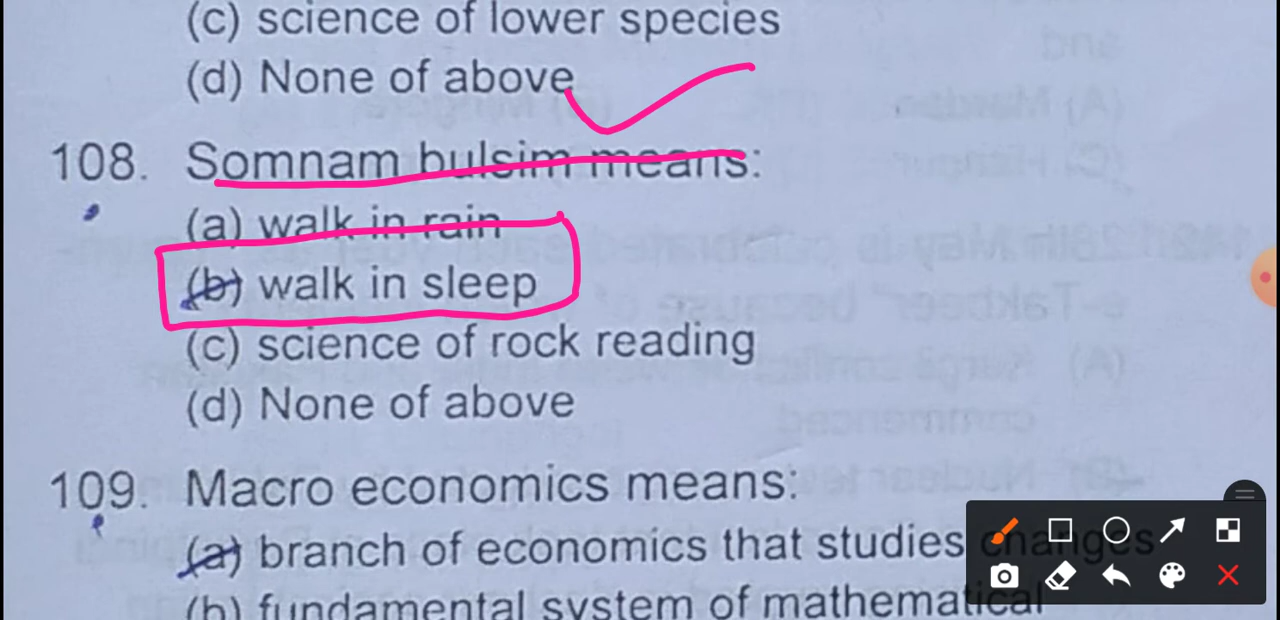 (c) science of lower species
(d) None of above
108. Somnam bulsim means:
(a) walk in rain
(b) walk in sleep
(c) science of rock reading
(d) None of above
109. Macro economics means:
(a) branch of economics that studies changes
(b) fundamental system of mathematical